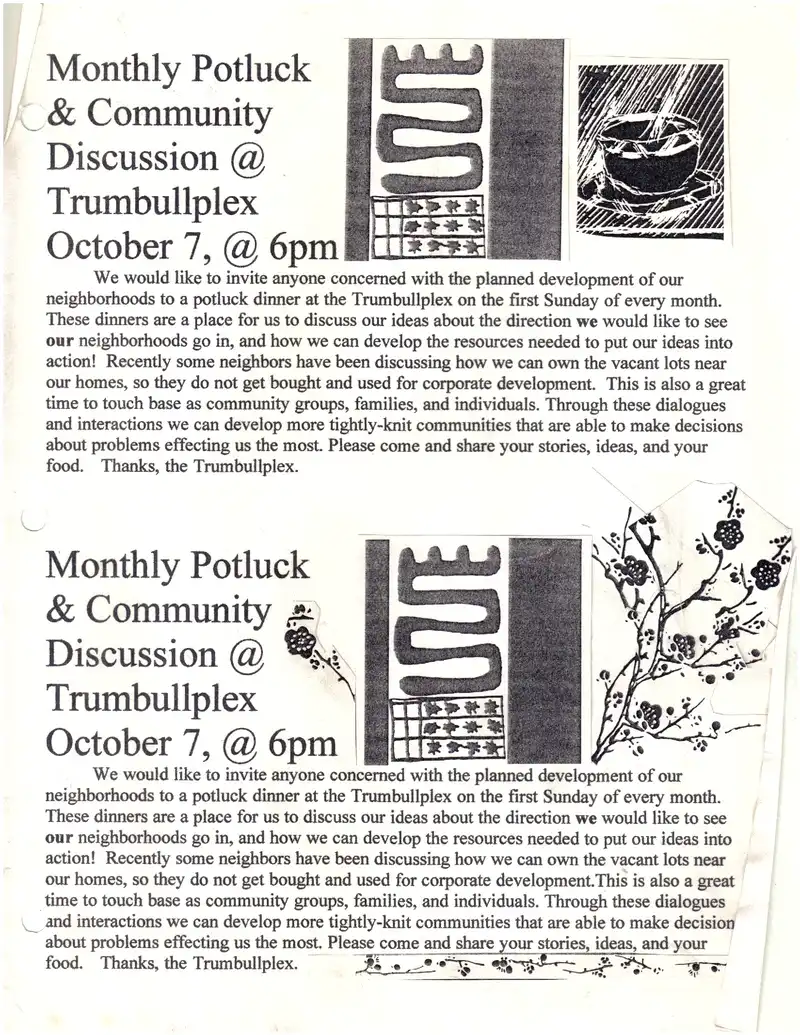 Monthly Potluck
& Community
Discussion @
Trumbullplex
October 7, @ 6pm
We would like to invite anyone concerned with the planned development of our
neighborhoods to a potluck dinner at the Trumbullplex on the first Sunday of every month.
These dinners are a place for us to discuss our ideas about the direction we would like to see
our neighborhoods go in, and how we can develop the resources needed to put our ideas into
action!  Recently some neighbors have been discussing how we can own the vacant lots near
our homes, so they do not get bought and used for corporate development.  This is also a great
time to touch base as community groups, families, and individuals. Through these dialogues
and interactions we can develop more tightly-knit communities that are able to make decisions
about problems effecting us the most. Please come and share your stories, ideas, and your
food.   Thanks, the Trumbullplex.
Monthly Potluck
& Community
Discussion @
Trumbullplex
October 7, @ 6pm
We would like to invite anyone concerned with the planned development of our
neighborhoods to a potluck dinner at the Trumbullplex on the first Sunday of every month.
These dinners are a place for us to discuss our ideas about the direction we would like to see
our neighborhoods go in, and how we can develop the resources needed to put our ideas into
action!  Recently some neighbors have been discussing how we can own the vacant lots near
our homes, so they do not get bought and used for corporate development.This is also a great
time to touch base as community groups, families, and individuals. Through these dialogues
and interactions we can develop more tightly-knit communities that are able to make decision
about problems effecting us the most. Please come and share your stories, ideas, and your
food.   Thanks, the Trumbullplex.